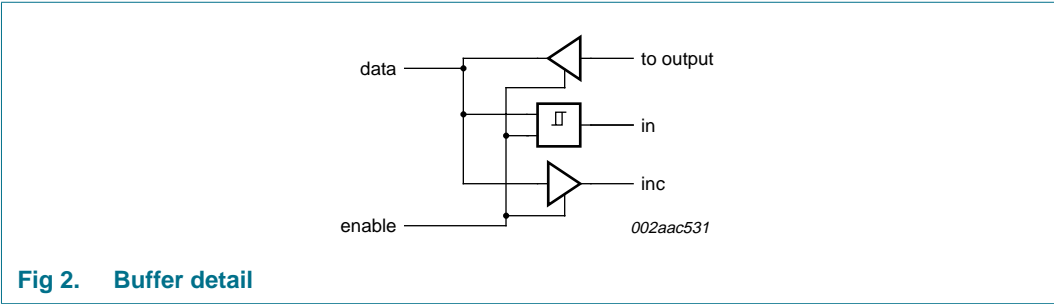 data
to output
in
inc
enable
002aac531
Fig 2. Buffer detail